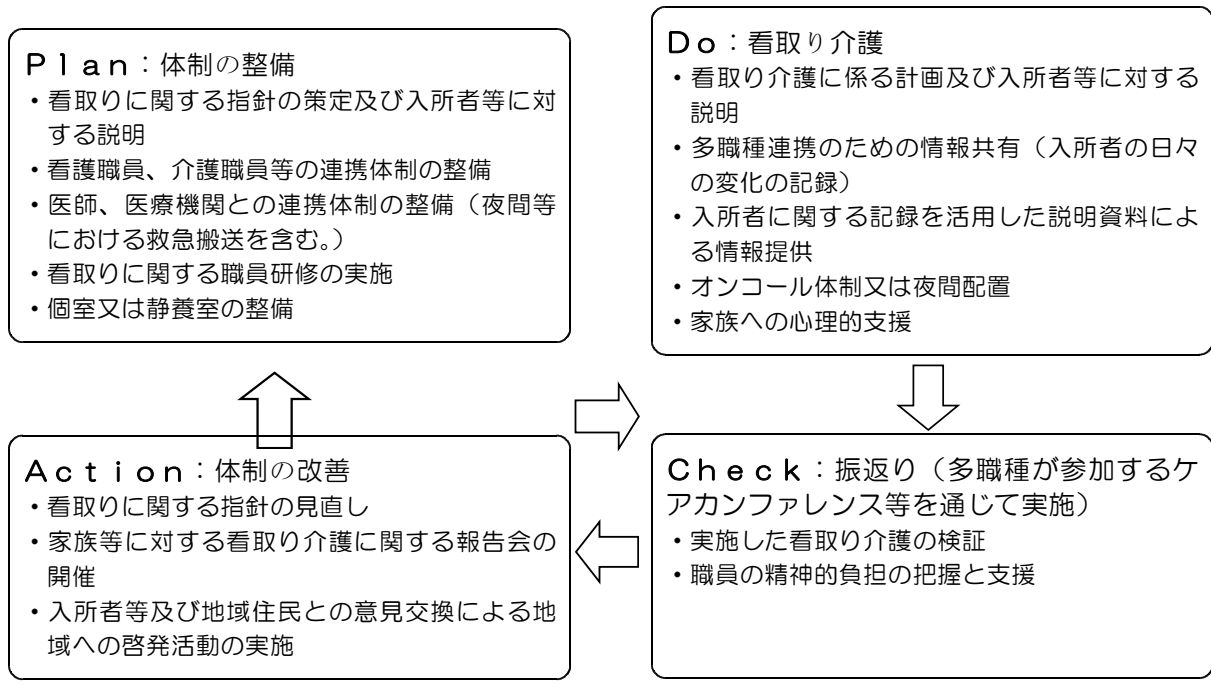 Ｐｌａｎ：体制の整備
・看取りに関する指針の策定及び入所者等に対
する説明
・看護職員、介護職員等の連携体制の整備
・医師、医療機関との連携体制の整備（夜間等
における救急搬送を含む。）
・看取りに関する職員研修の実施
・個室又は静養室の整備
Ｄｏ：看取り介護
・看取り介護に係る計画及び入所者等に対する
説明
・多職種連携のための情報共有（入所者の日々
の変化の記録）
・入所者に関する記録を活用した説明資料によ
る情報提供
・オンコール体制又は夜間配置
・家族への心理的支援
Ａｃｔｉｏｎ：体制の改善
・看取りに関する指針の見直し
・家族等に対する看取り介護に関する報告会の
開催
・入所者等及び地域住民との意見交換による地
域への啓発活動の実施
Ｃｈｅｃｋ：振返り（多職種が参加するケ
アカンファレンス等を通じて実施）
・実施した看取り介護の検証
・職員の精神的負担の把握と支援